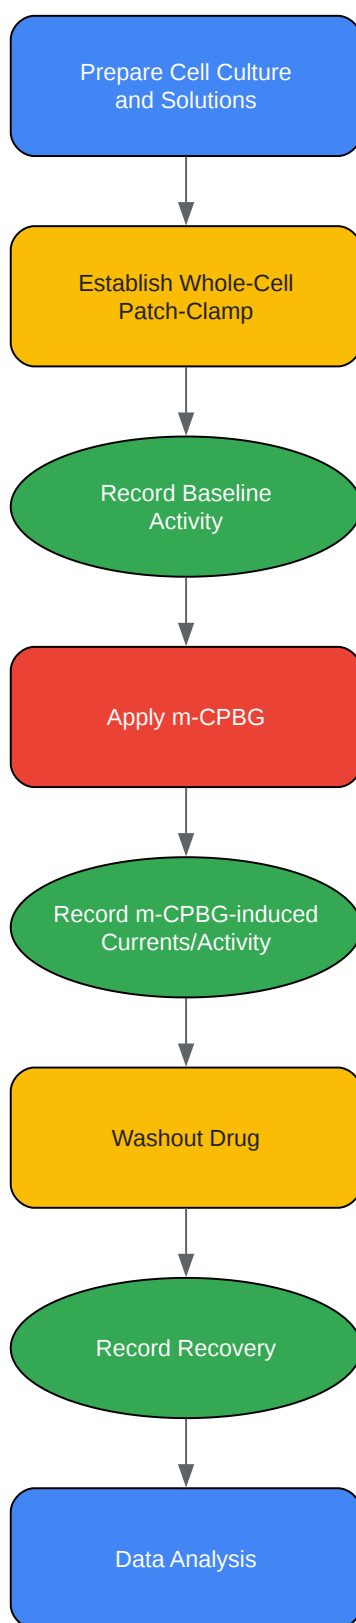 Prepare Cell Culture
and Solutions
Establish Whole-Cell
Patch-Clamp
Record Baseline
Activity
Apply m-CPBG
Record m-CPBG-induced
Currents/Activity
Washout Drug
Record Recovery
Data Analysis